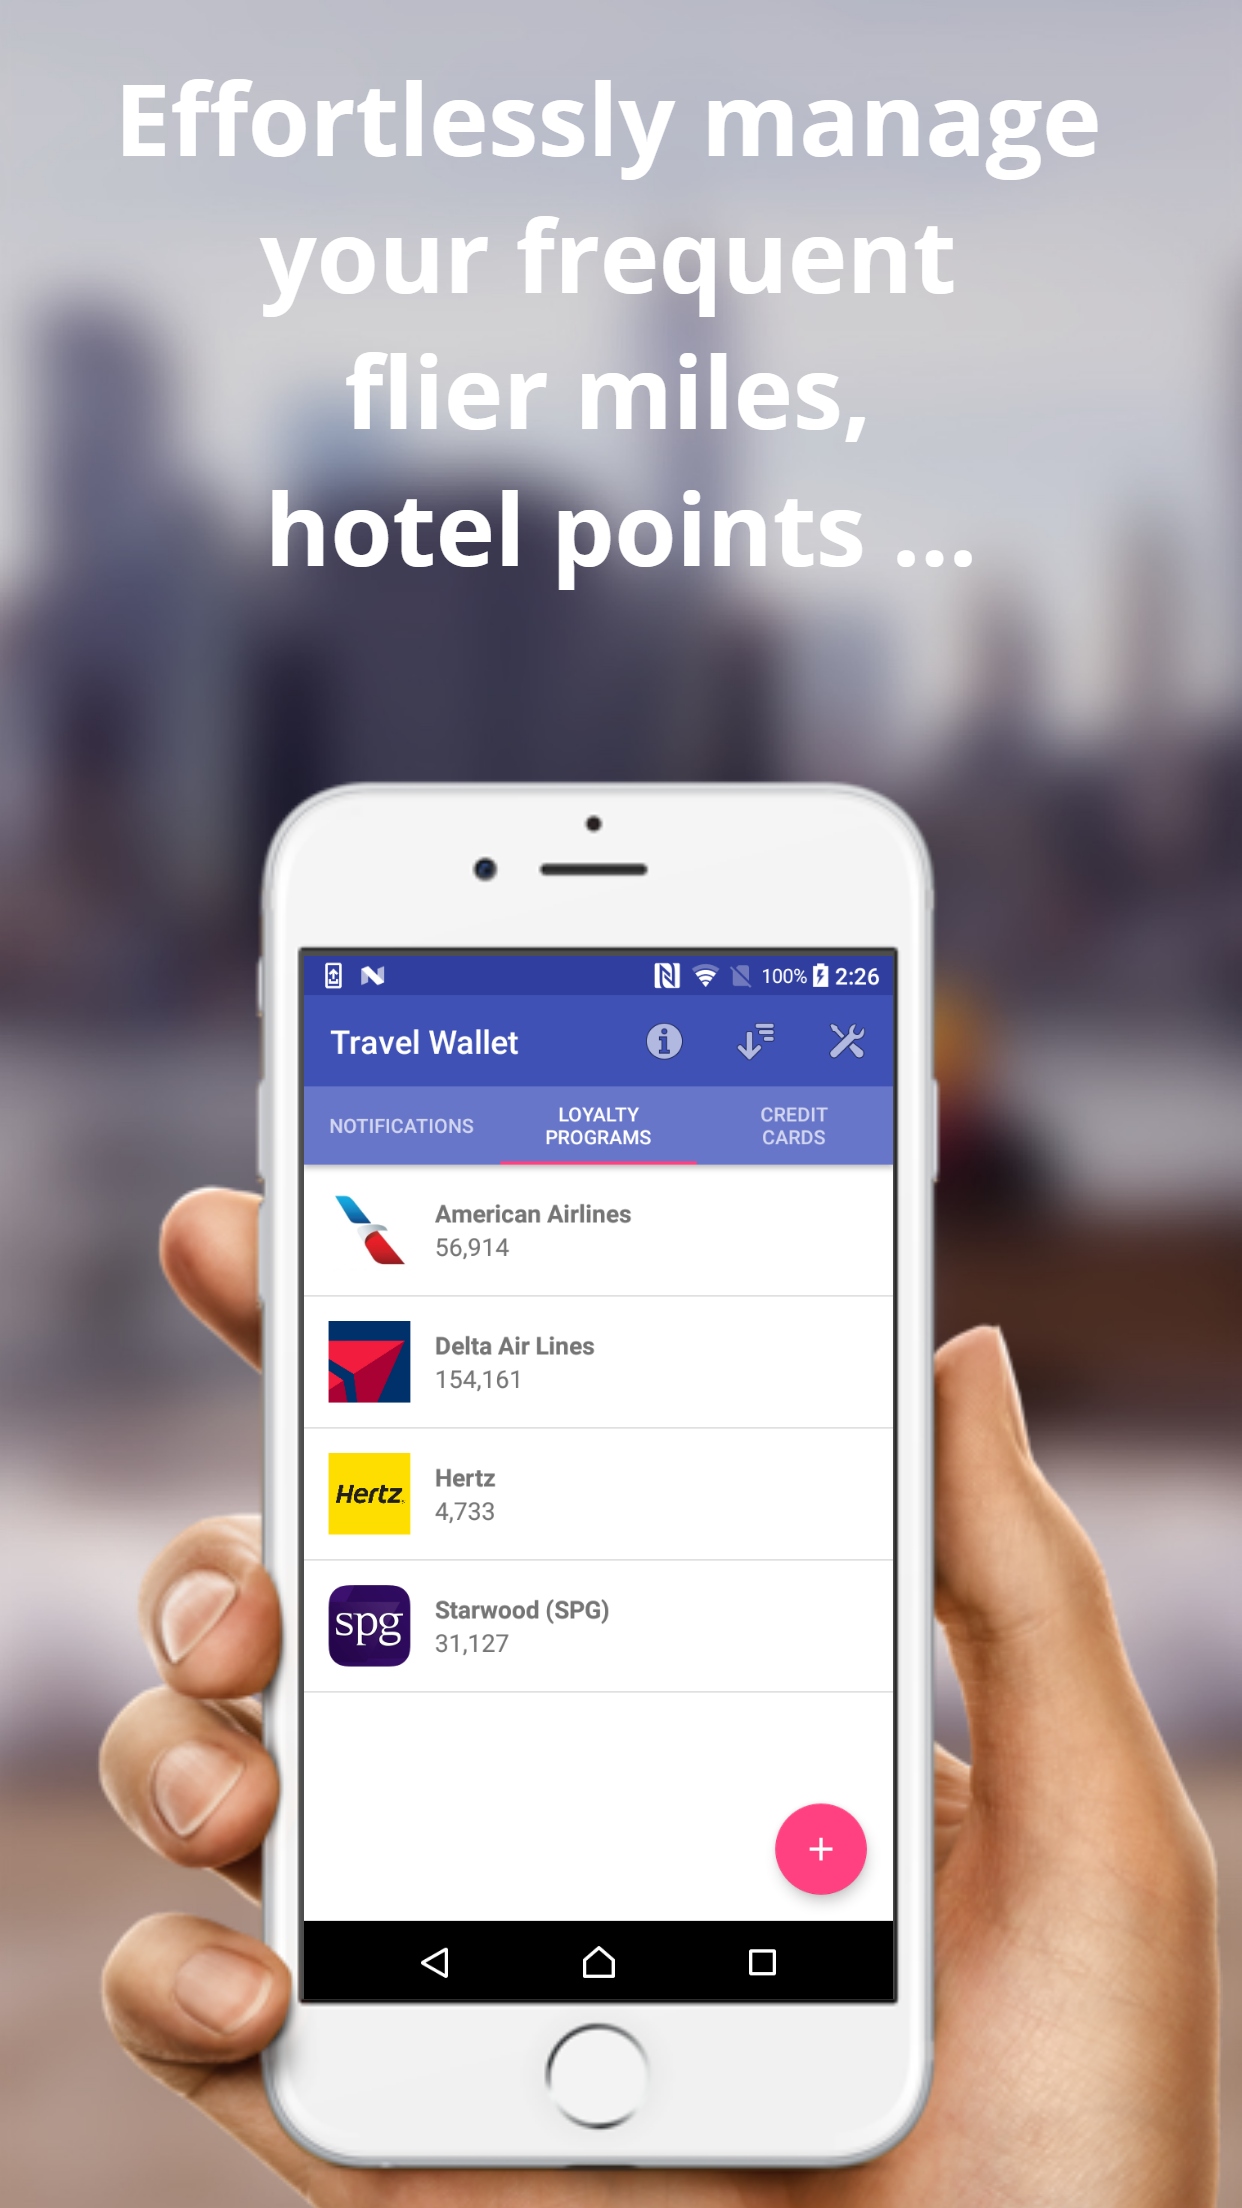 Effortlessly manage
your frequent
flier miles,
hotel points ...
100% 2:26
Travel Wallet
NOTIFICATIONS
LOYALTY
PROGRAMS
CREDIT
CARDS
American Airlines
56,914
Delta Air Lines
154,161
Hertz
Hertz
4,733
spg
Starwood (SPG)
31,127